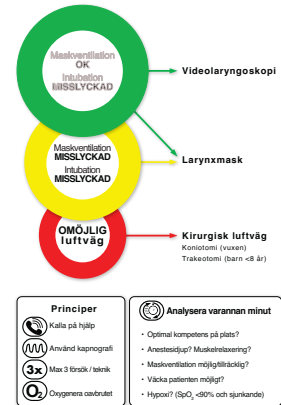 Maskventilation
OK
Intubation
MISSLYCKAD
Videolaryngoskopi
Maskventilation
MISSLYCKAD
Intubation
MISSLYCKAD
Larynxmask
OMÖJLIG
luftväg
Kirurgisk luftväg
Koniotomi (vuxen)
Trakeotomi (barn <8 år)
Principer
Kalla på hjälp
Använd kapnografi
3x Max 3 försök / teknik
O2 Oxygenera oavbrutet
Analysera varannan minut
• Optimal kompetens på plats?
• Anestesidjup? Muskelrelaxering?
• Maskventilation möjlig/tillräcklig?
• Väcka patienten möjligt?
• Hypoxi? (SpO2 <90% och sjunkande)